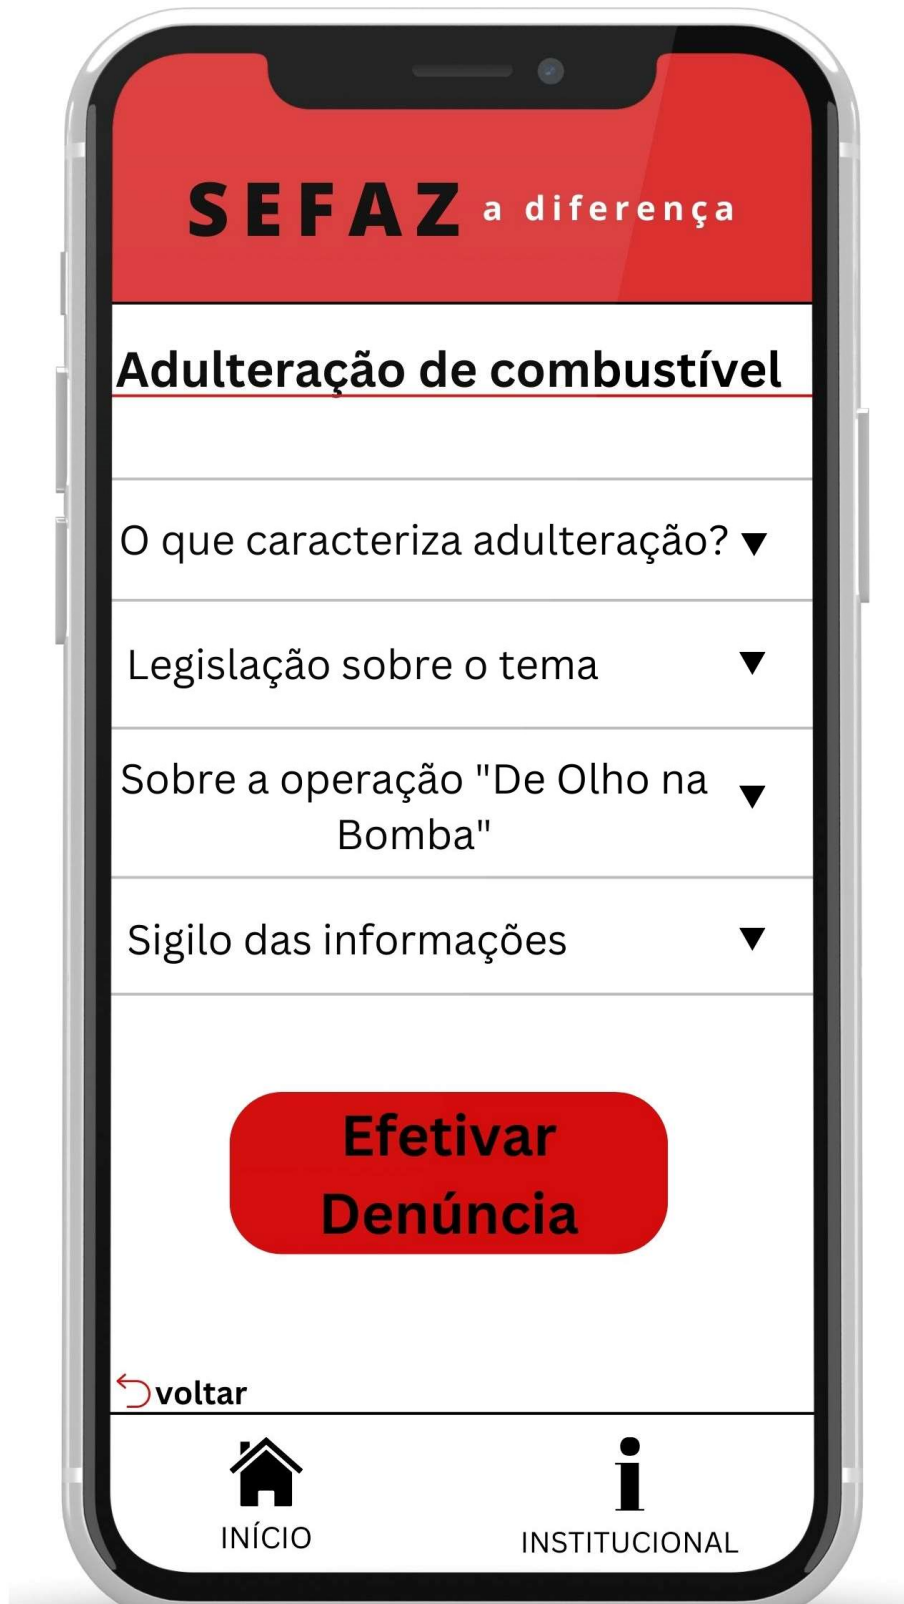 SEFAZ a diferença
Adulteração de combustível
O que caracteriza adulteração? ▼
Legislação sobre o tema ▼
Sobre a operação "De Olho na
Bomba" ▼
Sigilo das informações ▼
Efetivar
Denúncia
voltar
INÍCIO
INSTITUCIONAL